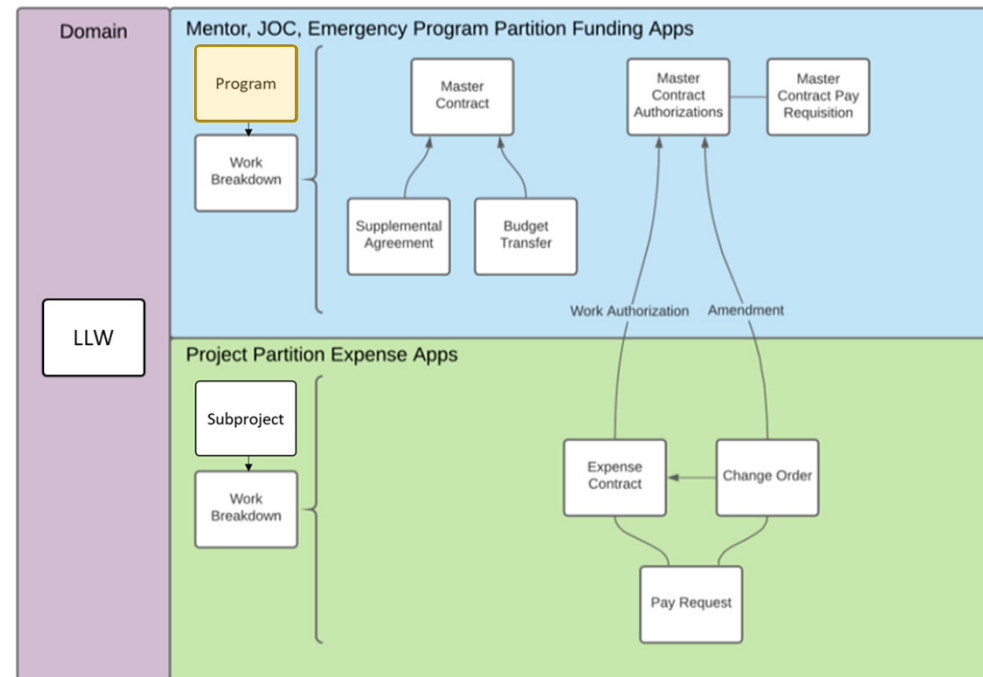 Domain
LLW
Mentor, JOC, Emergency Program Partition Funding Apps
Program
Work
Breakdown
Master
Contract
Supplemental
Agreement
Budget
Transfer
Master
Contract
Authorizations
Master
Contract Pay
Requisition
Work Authorization
Amendment
Project Partition Expense Apps
Subproject
Work
Breakdown
Expense
Contract
Change Order
Pay Request